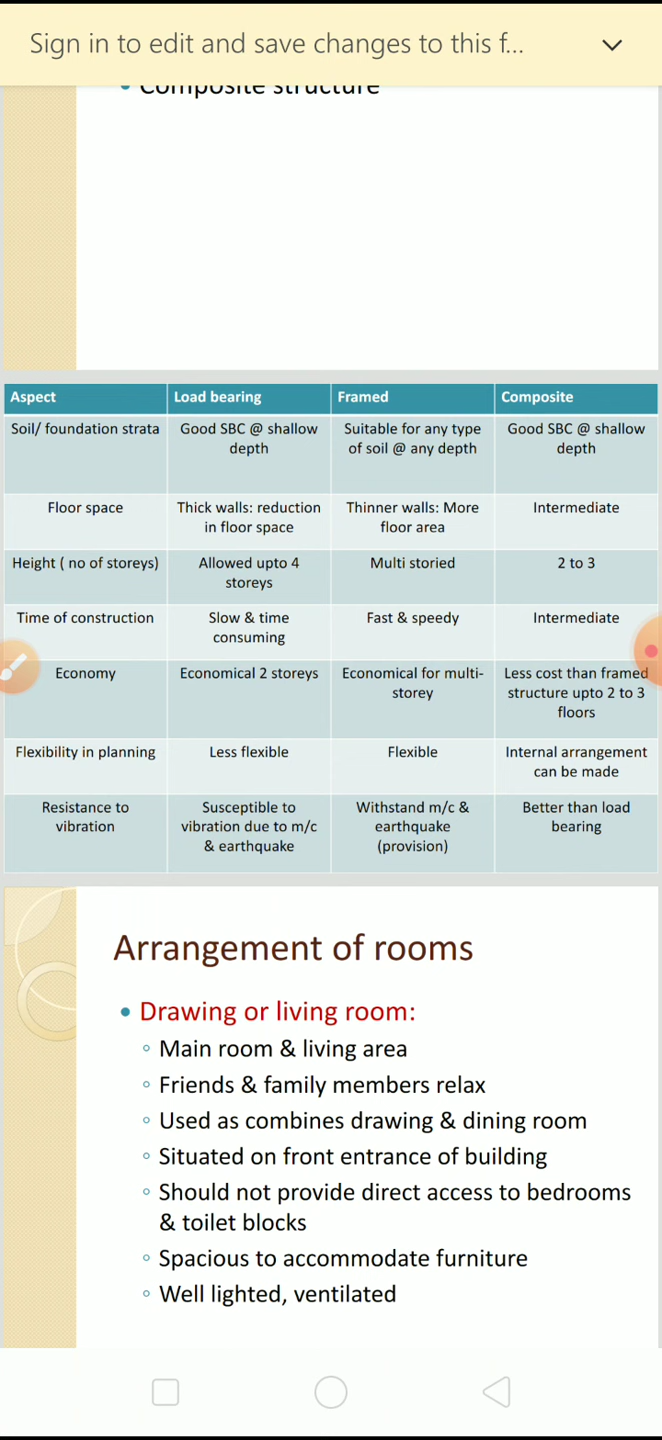 Sign in to edit and save changes to this f...
Composite structure
Aspect
Load bearing
Framed
Composite
Soil/ foundation strata
Good SBC @ shallow
depth
Suitable for any type
of soil @ any depth
Good SBC @ shallow
depth
Floor space
Thick walls: reduction
in floor space
Thinner walls: More
floor area
Intermediate
Height ( no of storeys)
Allowed upto 4
storeys
Multi storied
2 to 3
Time of construction
Slow & time
consuming
Fast & speedy
Intermediate
Economy
Economical 2 storeys
Economical for multi-
storey
Less cost than framed
structure upto 2 to 3
floors
Flexibility in planning
Less flexible
Flexible
Internal arrangement
can be made
Resistance to
vibration
Susceptible to
vibration due to m/c
& earthquake
Withstand m/c &
earthquake
(provision)
Better than load
bearing
Arrangement of rooms
Drawing or living room:
Main room & living area
Friends & family members relax
Used as combines drawing & dining room
Situated on front entrance of building
Should not provide direct access to bedrooms
& toilet blocks
Spacious to accommodate furniture
Well lighted, ventilated